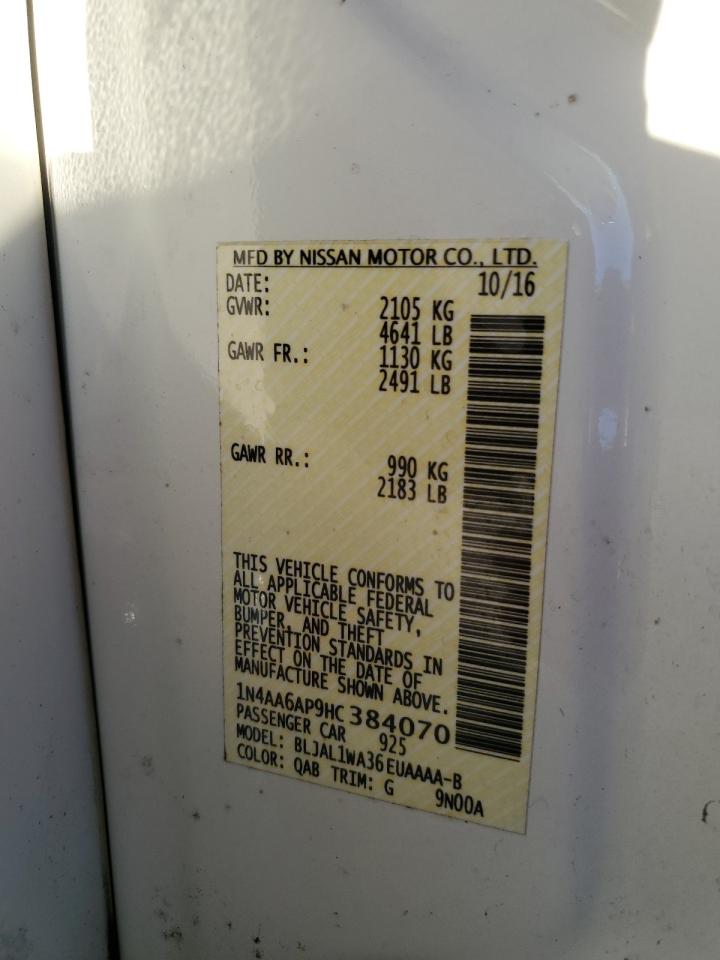 MFD BY NISSAN MOTOR CO., LTD.
DATE: 10/16
GVWR: 2105 KG
4641 LB
GAWR FR.: 1130 KG
2491 LB
GAWR RR.: 990 KG
2183 LB
THIS VEHICLE CONFORMS TO
ALL APPLICABLE FEDERAL
MOTOR VEHICLE SAFETY,
BUMPER, AND THEFT
PREVENTION STANDARDS IN
EFFECT ON THE DATE OF
MANUFACTURE SHOWN ABOVE.
1N4AA6AP9HC384070
PASSENGER CAR 925
MODEL: BLJAL1WA36EUAAAA-B
COLOR: QAB TRIM: G 9N00A